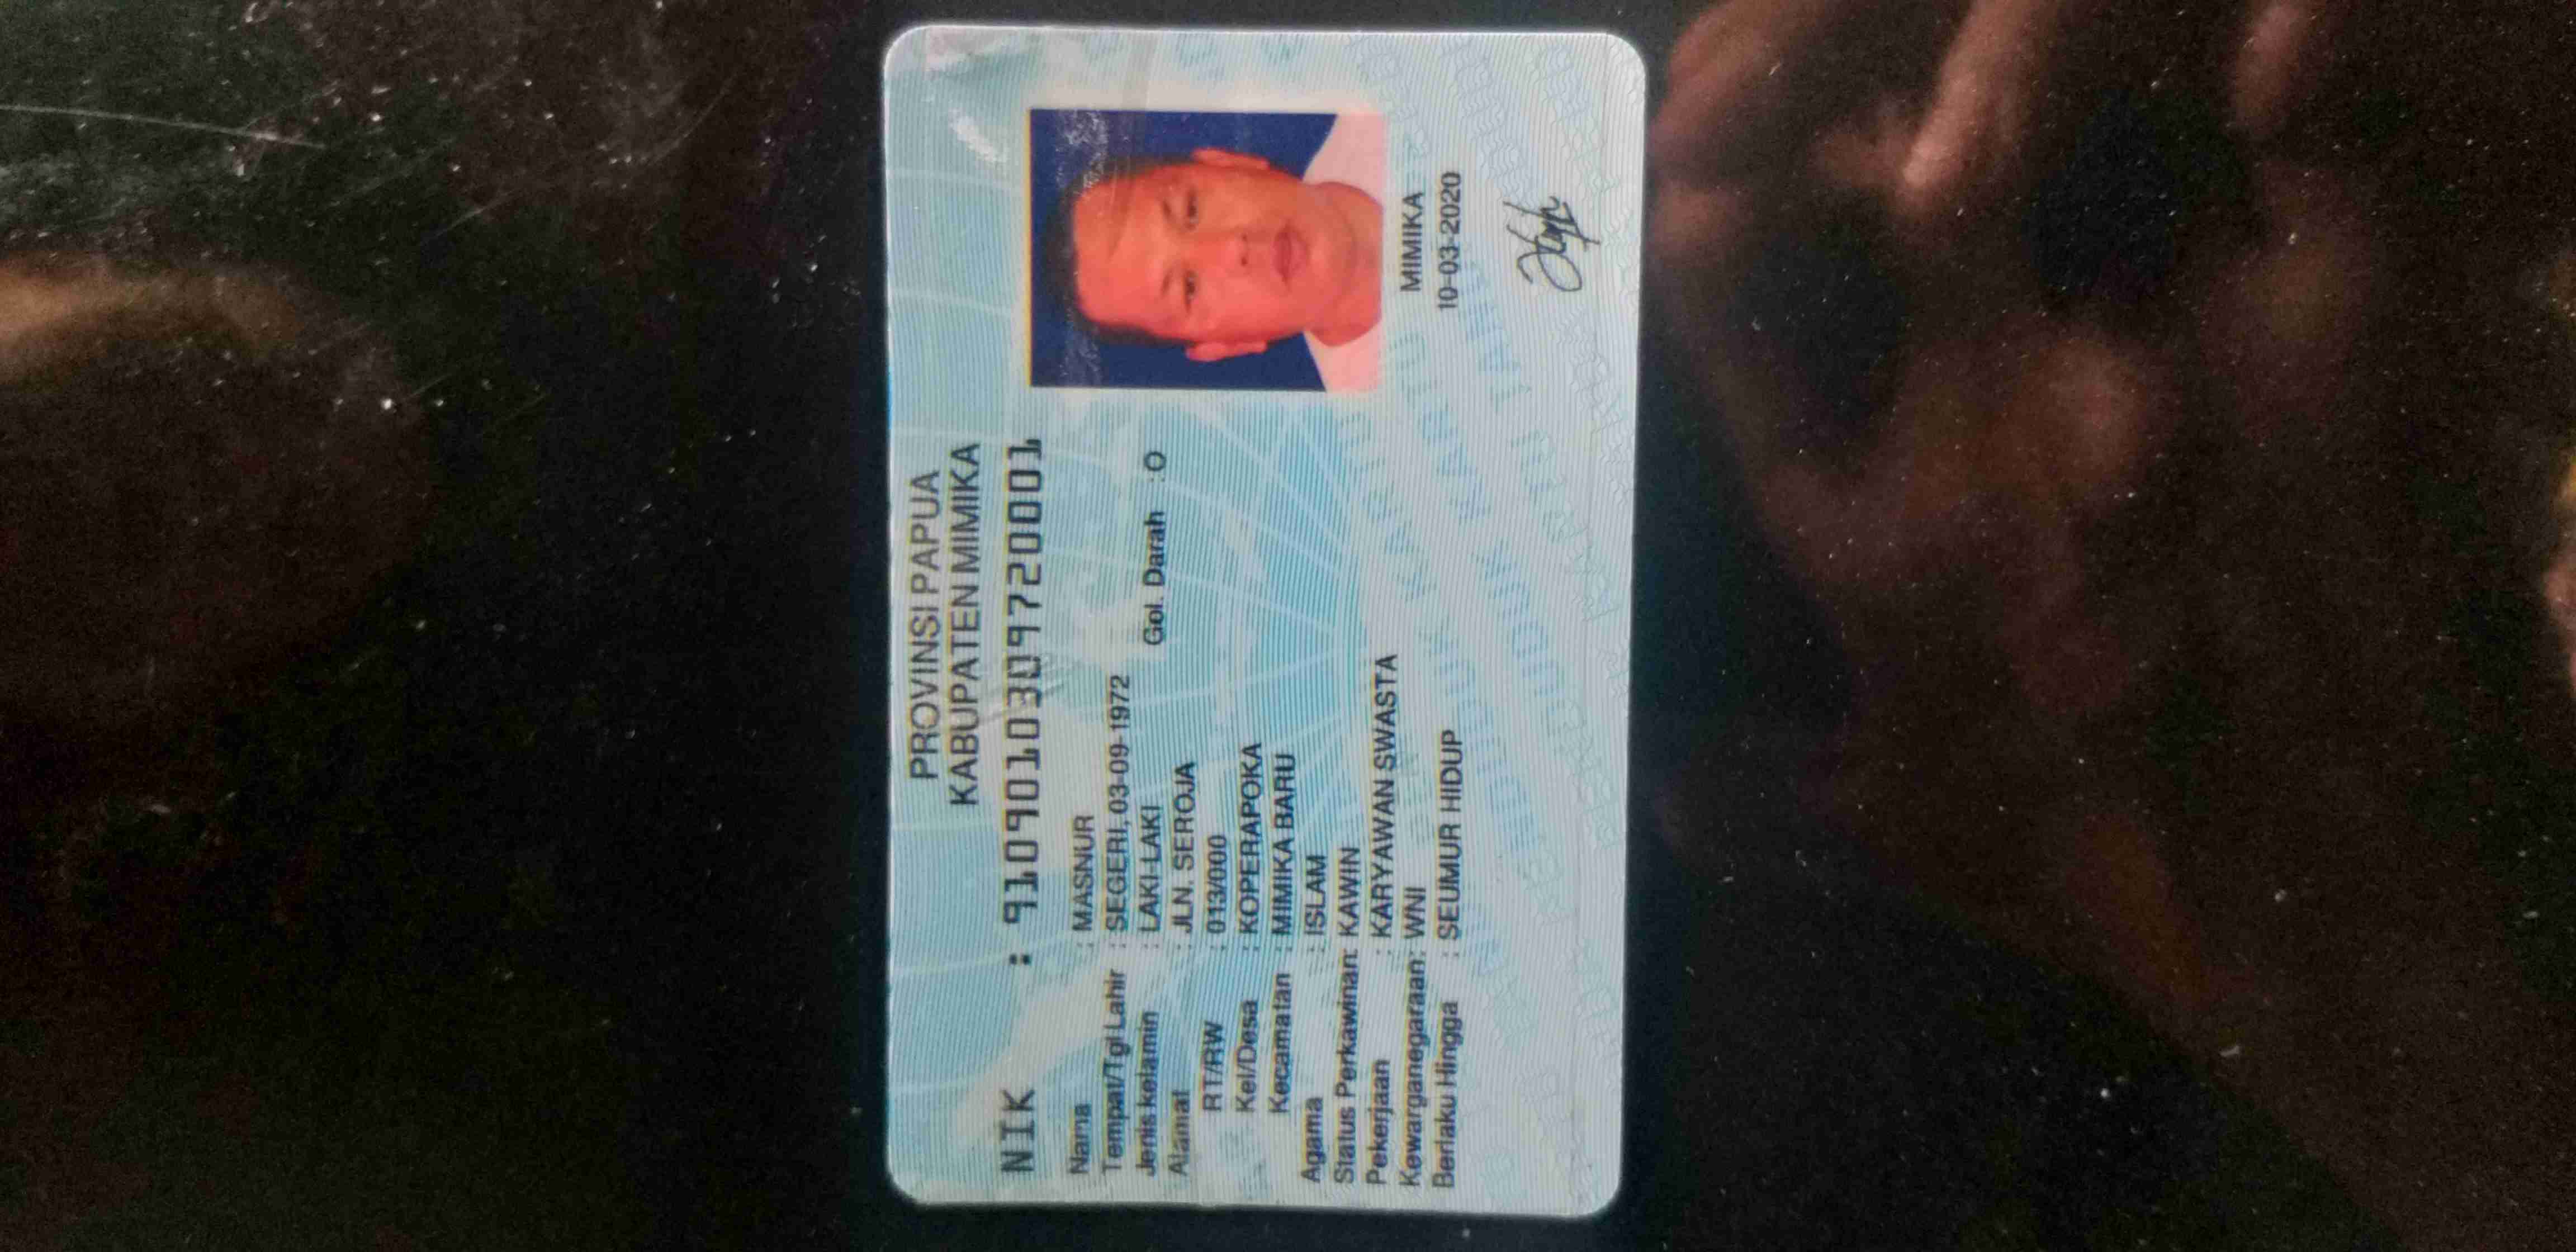 PROVINSI PAPUA
KABUPATEN MIMIKA
NIK : 9109010309720001
Nama : MASNUR
Tempat/Tgl Lahir : SEGERI, 03-09-1972
Jenis kelamin : LAKI-LAKI Gol. Darah : O
Alamat : JLN. SEROJA
RT/RW : 013/000
Kel/Desa : KOPERAPOKA
Kecamatan : MIMIKA BARU
Agama : ISLAM
Status Perkawinan: KAWIN
Pekerjaan : KARYAWAN SWASTA
Kewarganegaraan: WNI
Berlaku Hingga : SEUMUR HIDUP
MIMIKA
10-03-2020